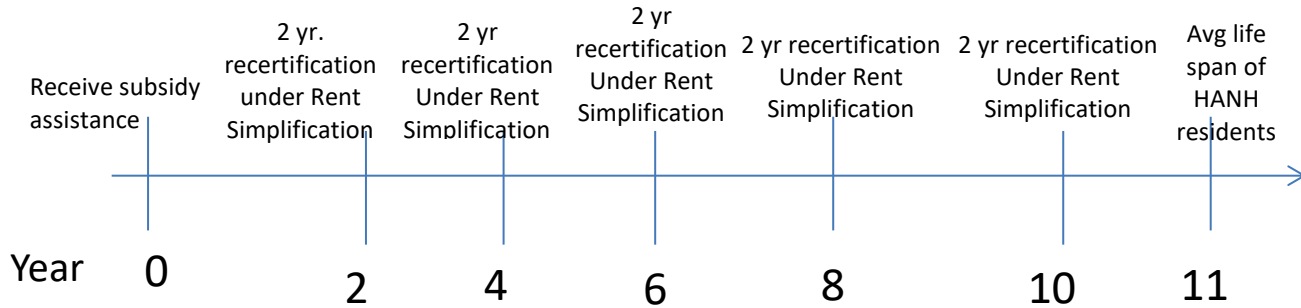 Receive subsidy
assistance
2 yr.
recertification
under Rent
Simplification
2 yr
recertification
Under Rent
Simplification
2 yr
recertification
Under Rent
Simplification
2 yr recertification
Under Rent
Simplification
2 yr recertification
Under Rent
Simplification
Avg life
span of
HANH
residents
Year 0 2 4 6 8 10 11